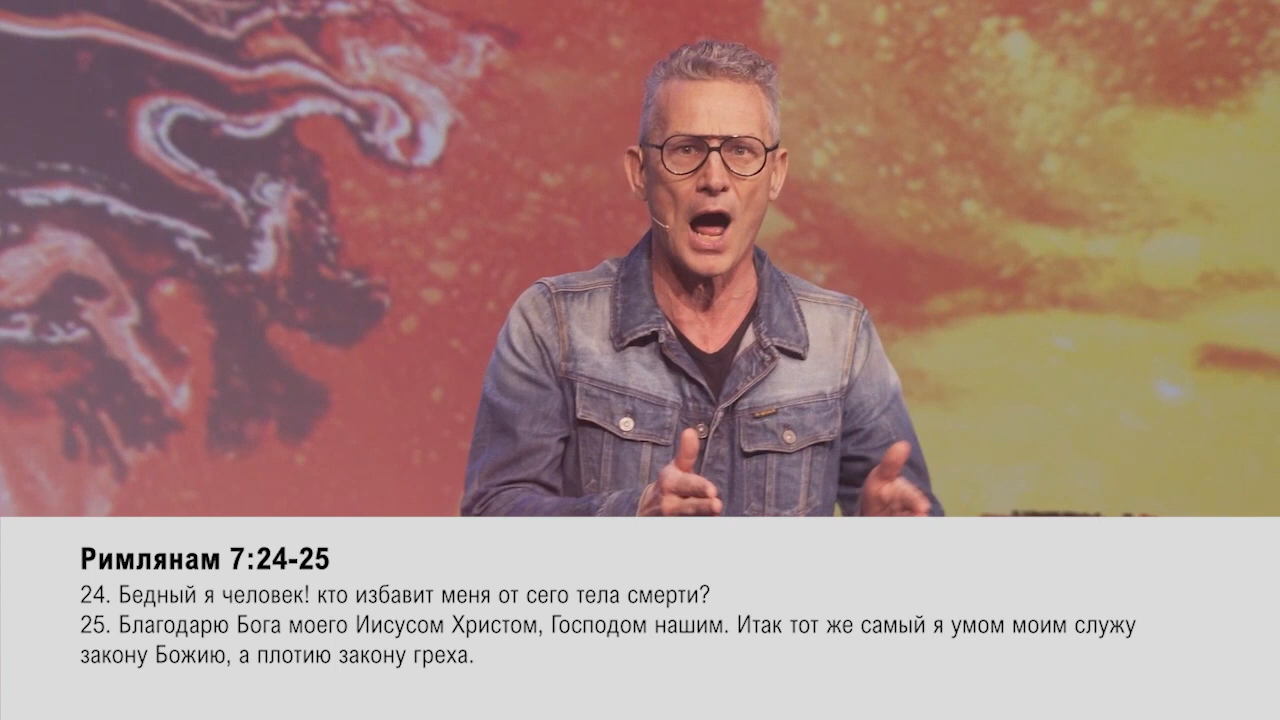 Римлянам 7:24-25
24. Бедный я человек! кто избавит меня от сего тела смерти?
25. Благодарю Бога моего Иисусом Христом, Господом нашим. Итак тот же самый я умом моим служу
закону Божию, а плотию закону греха.